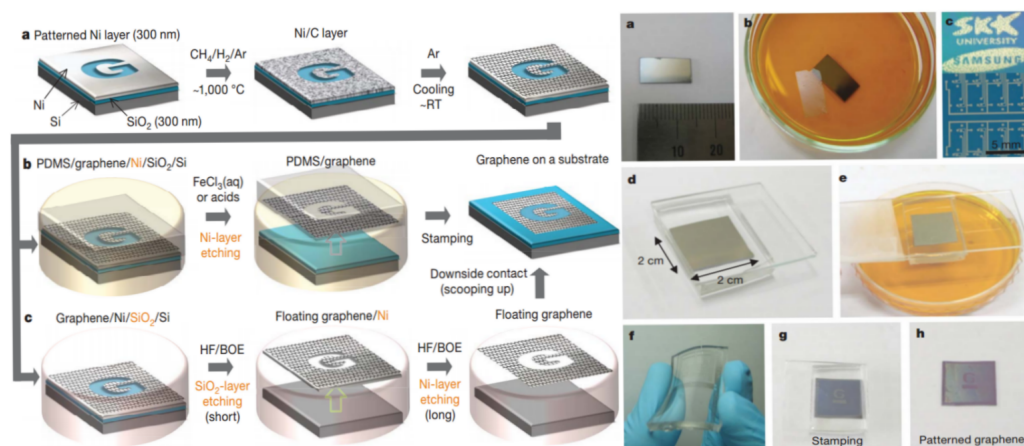 a Patterned Ni layer (300 nm)
Ni/C layer
CH₄/H₂/Ar
~1,000 °C
Ar
Cooling
~RT
Ni
Si
SiO₂ (300 nm)
b
PDMS/graphene/Ni/SiO₂/Si
FeCl₃(aq)
or acids
Ni-layer
etching
PDMS/graphene
Stamping
Graphene on a substrate
Downside contact
(scooping up)
c
Graphene/Ni/SiO₂/Si
HF/BOE
SiO₂-layer
etching
(short)
Floating graphene/Ni
HF/BOE
Ni-layer
etching
(long)
Floating graphene
a
10 20
b
c
SKK
UNIVERSITY
SAMSUNG
5 mm
d
2 cm
2 cm
e
f
g
Stamping
h
Patterned graphene